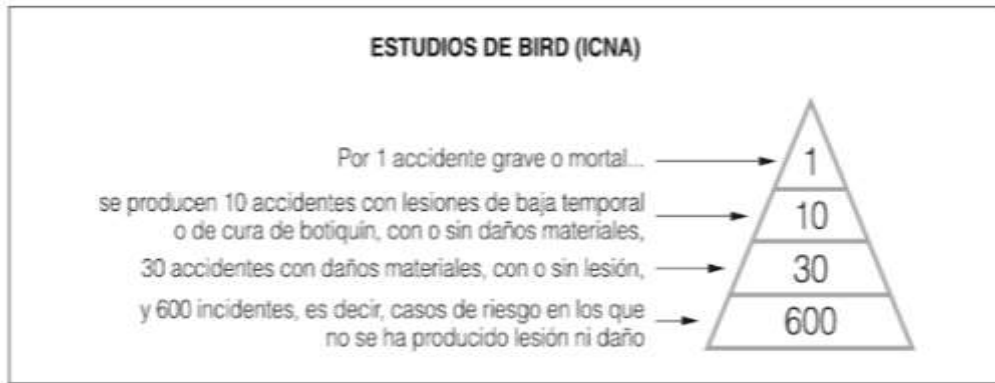 ESTUDIOS DE BIRD (ICNA)
Por 1 accidente grave o mortal...
1
se producen 10 accidentes con lesiones de baja temporal
o de cura de botiquín, con o sin daños materiales,
10
30 accidentes con daños materiales, con o sin lesión,
30
y 600 incidentes, es decir, casos de riesgo en los que
no se ha producido lesión ni daño
600